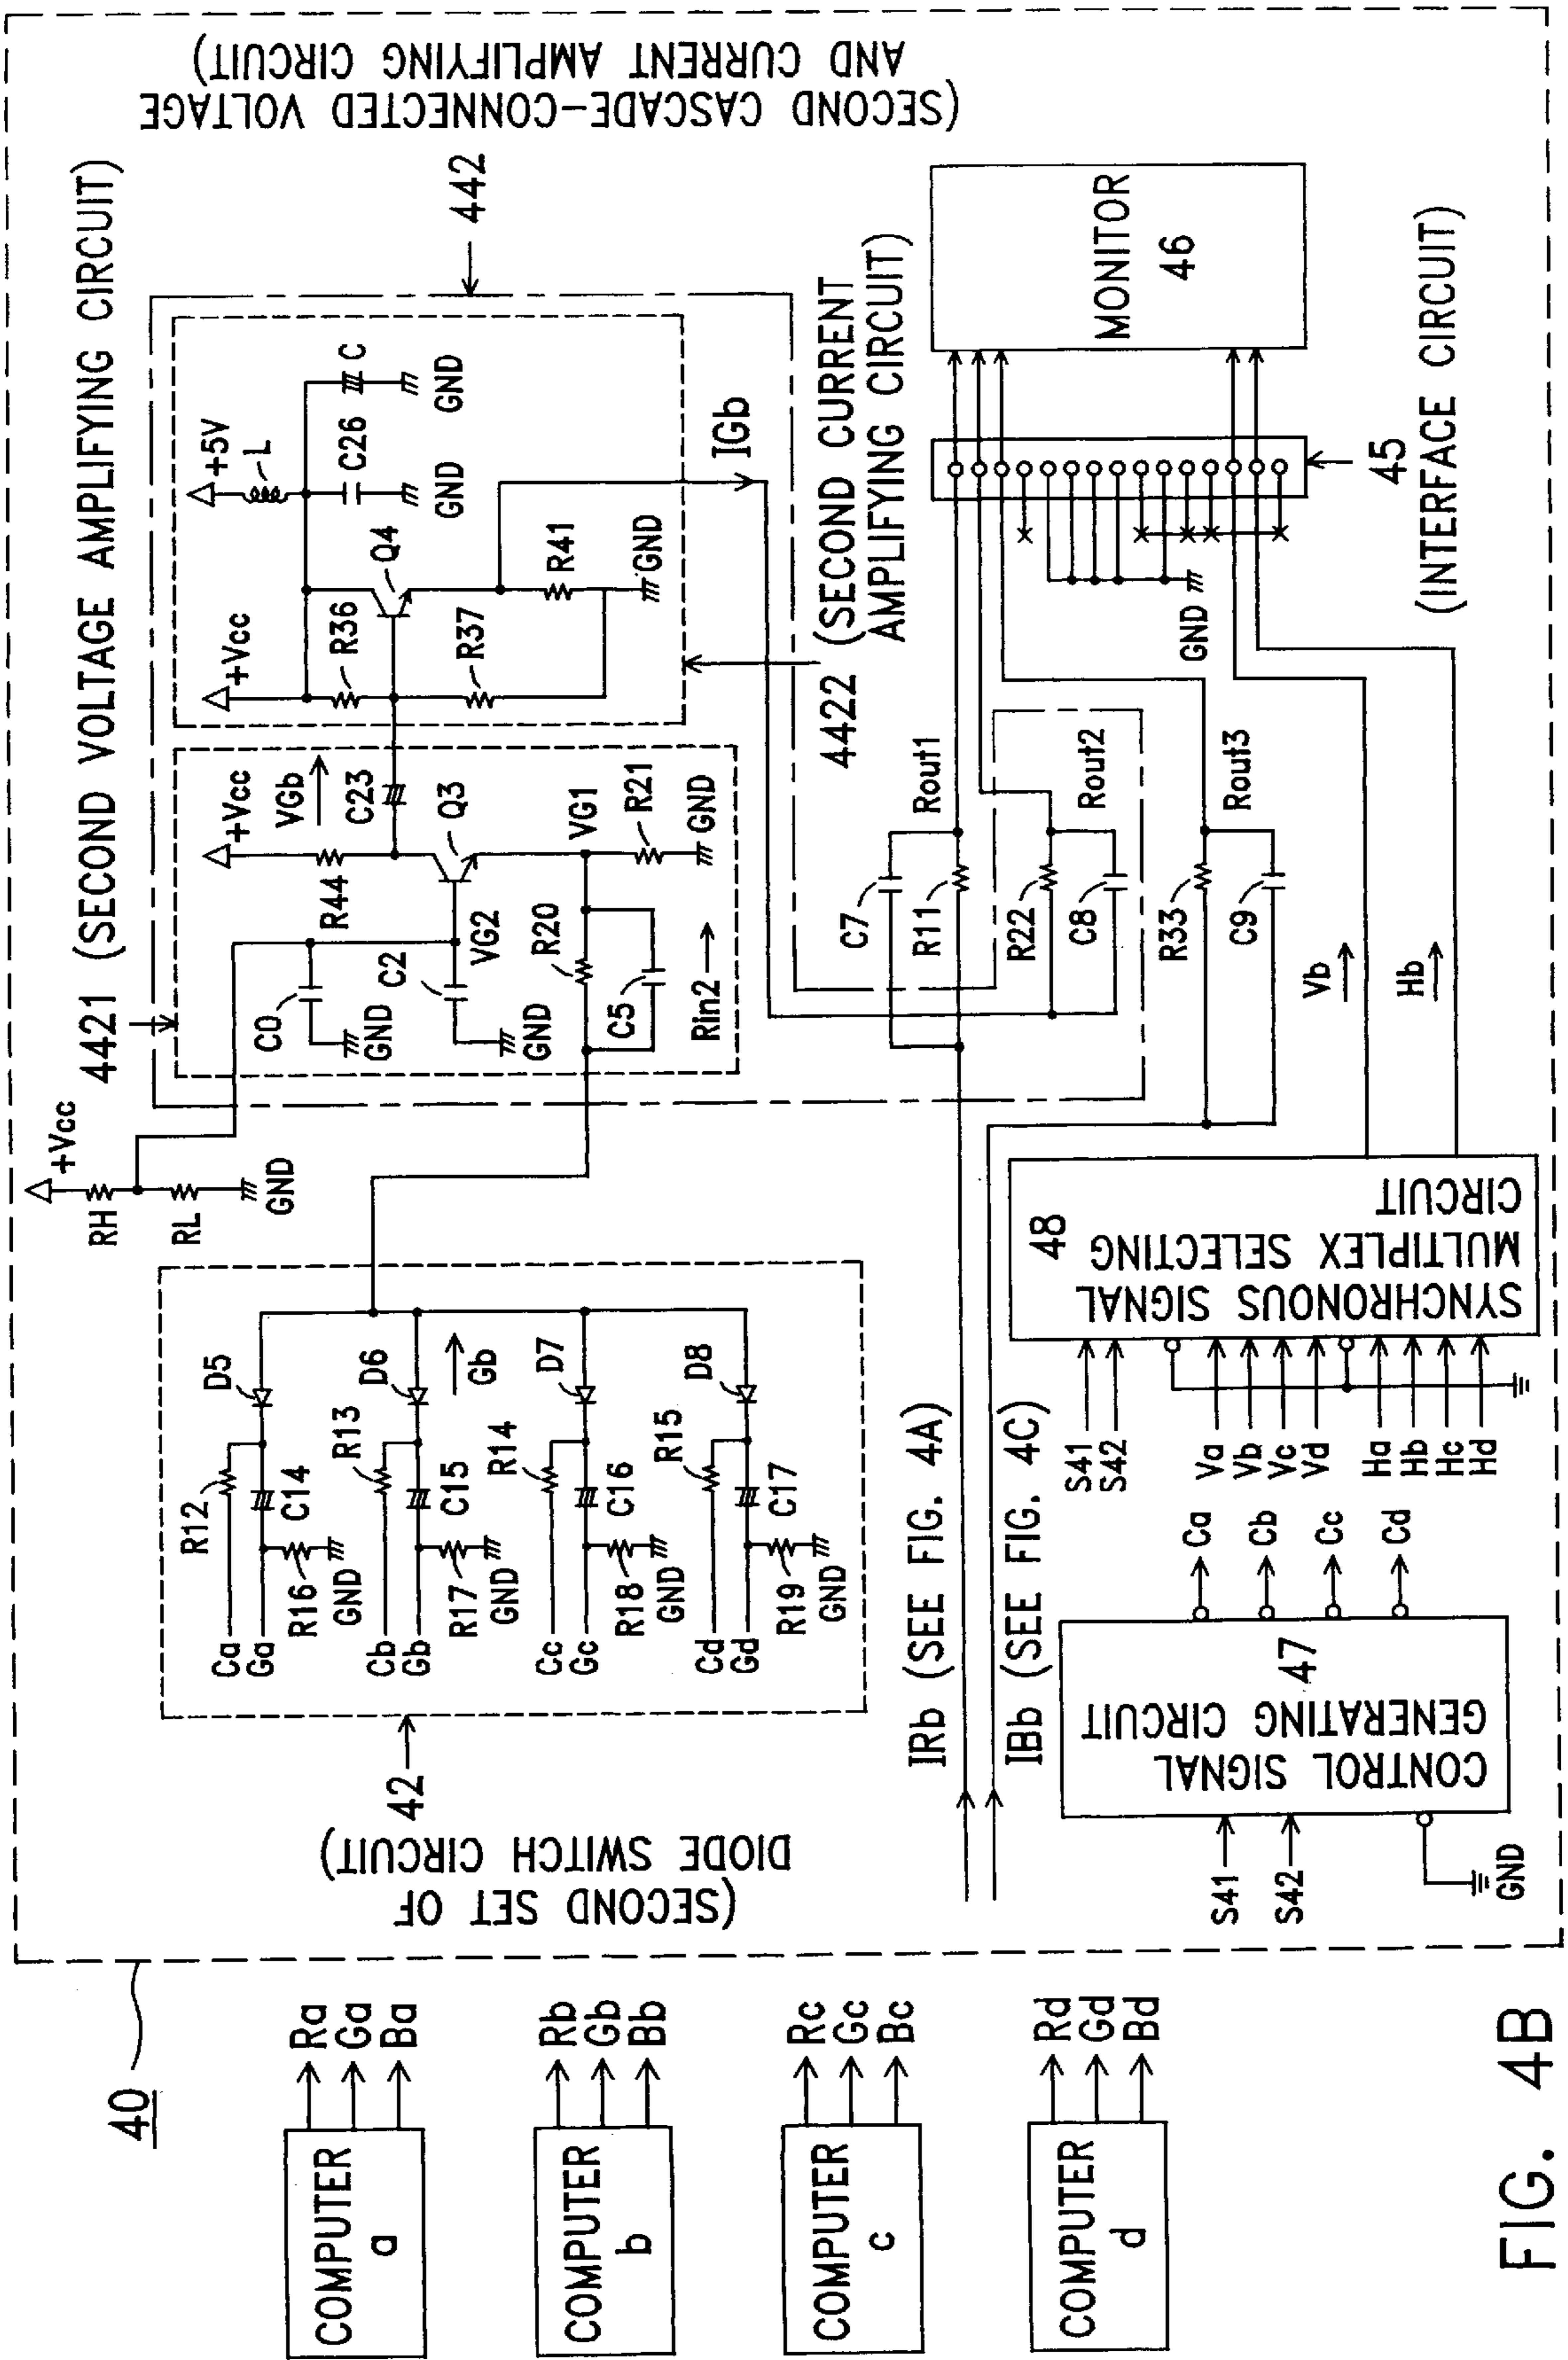 40
COMPUTER
a
Ra
Ga
Ba
COMPUTER
b
Rb
Gb
Bb
COMPUTER
c
Rc
Gc
Bc
COMPUTER
d
Rd
Gd
Bd
(SECOND SET OF
DIODE SWITCH CIRCUIT)
42
Ca
Ga
R12
R16
GND
C14
D5
Cb
Gb
R13
R17
GND
C15
D6
Gb
Cc
Gc
R14
R18
GND
C16
D7
Cd
Gd
R15
R19
GND
C17
D8
+Vcc
RH
RL
GND
4421 (SECOND VOLTAGE AMPLIFYING CIRCUIT)
C0
GND
C2
GND
VG2
R44
+Vcc
VGb
C23
Q3
VG1
R20
C5
Rin2
R21
GND
(SECOND CASCADE-CONNECTED VOLTAGE
AND CURRENT AMPLIFYING CIRCUIT)
442
+Vcc
R36
R37
Q4
R41
GND
+5V
L
C26
GND
C
GND
IGb
4422 (SECOND CURRENT
AMPLIFYING CIRCUIT)
IRb (SEE FIG. 4A)
IBb (SEE FIG. 4C)
C7
R11
Rout1
R22
C8
Rout2
R33
C9
Rout3
GND
45
(INTERFACE CIRCUIT)
MONITOR
46
S41
S42
GND
CONTROL SIGNAL
GENERATING CIRCUIT
47
Ca
Cb
Cc
Cd
S41
S42
Va
Vb
Vc
Vd
Ha
Hb
Hc
Hd
SYNCHRONOUS SIGNAL
MULTIPLEX SELECTING
CIRCUIT
48
Vb
Hb
FIG. 4B